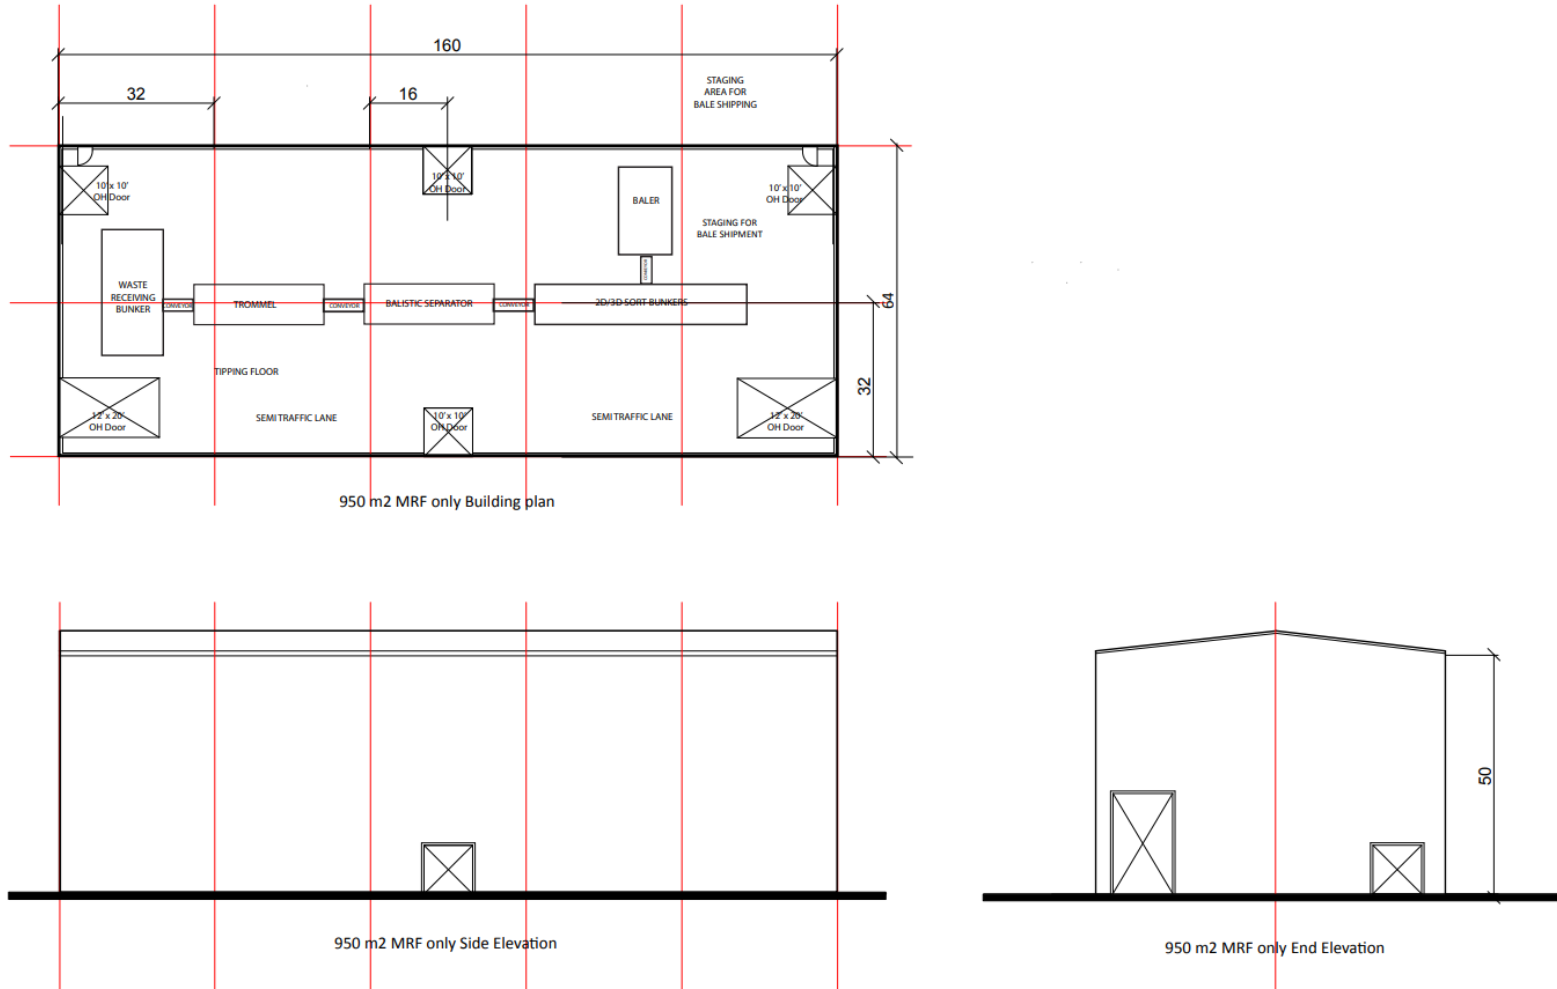 160
STAGING
AREA FOR
BALE SHIPPING
32
16
10' x 10'
OH Door
10' x 10'
OH Door
10' x 10'
OH Door
BALER
STAGING FOR
BALE SHIPMENT
WASTE
RECEIVING
BUNKER
CONVEYOR
TROMMEL
CONVEYOR
BALISTIC SEPARATOR
CONVEYOR
2D/3D SORT BUNKERS
CONVEYOR
64
32
TIPPING FLOOR
12' x 20'
OH Door
SEMI TRAFFIC LANE
10' x 10'
OH Door
SEMI TRAFFIC LANE
12' x 20'
OH Door
950 m2 MRF only Building plan
50
950 m2 MRF only Side Elevation
950 m2 MRF only End Elevation